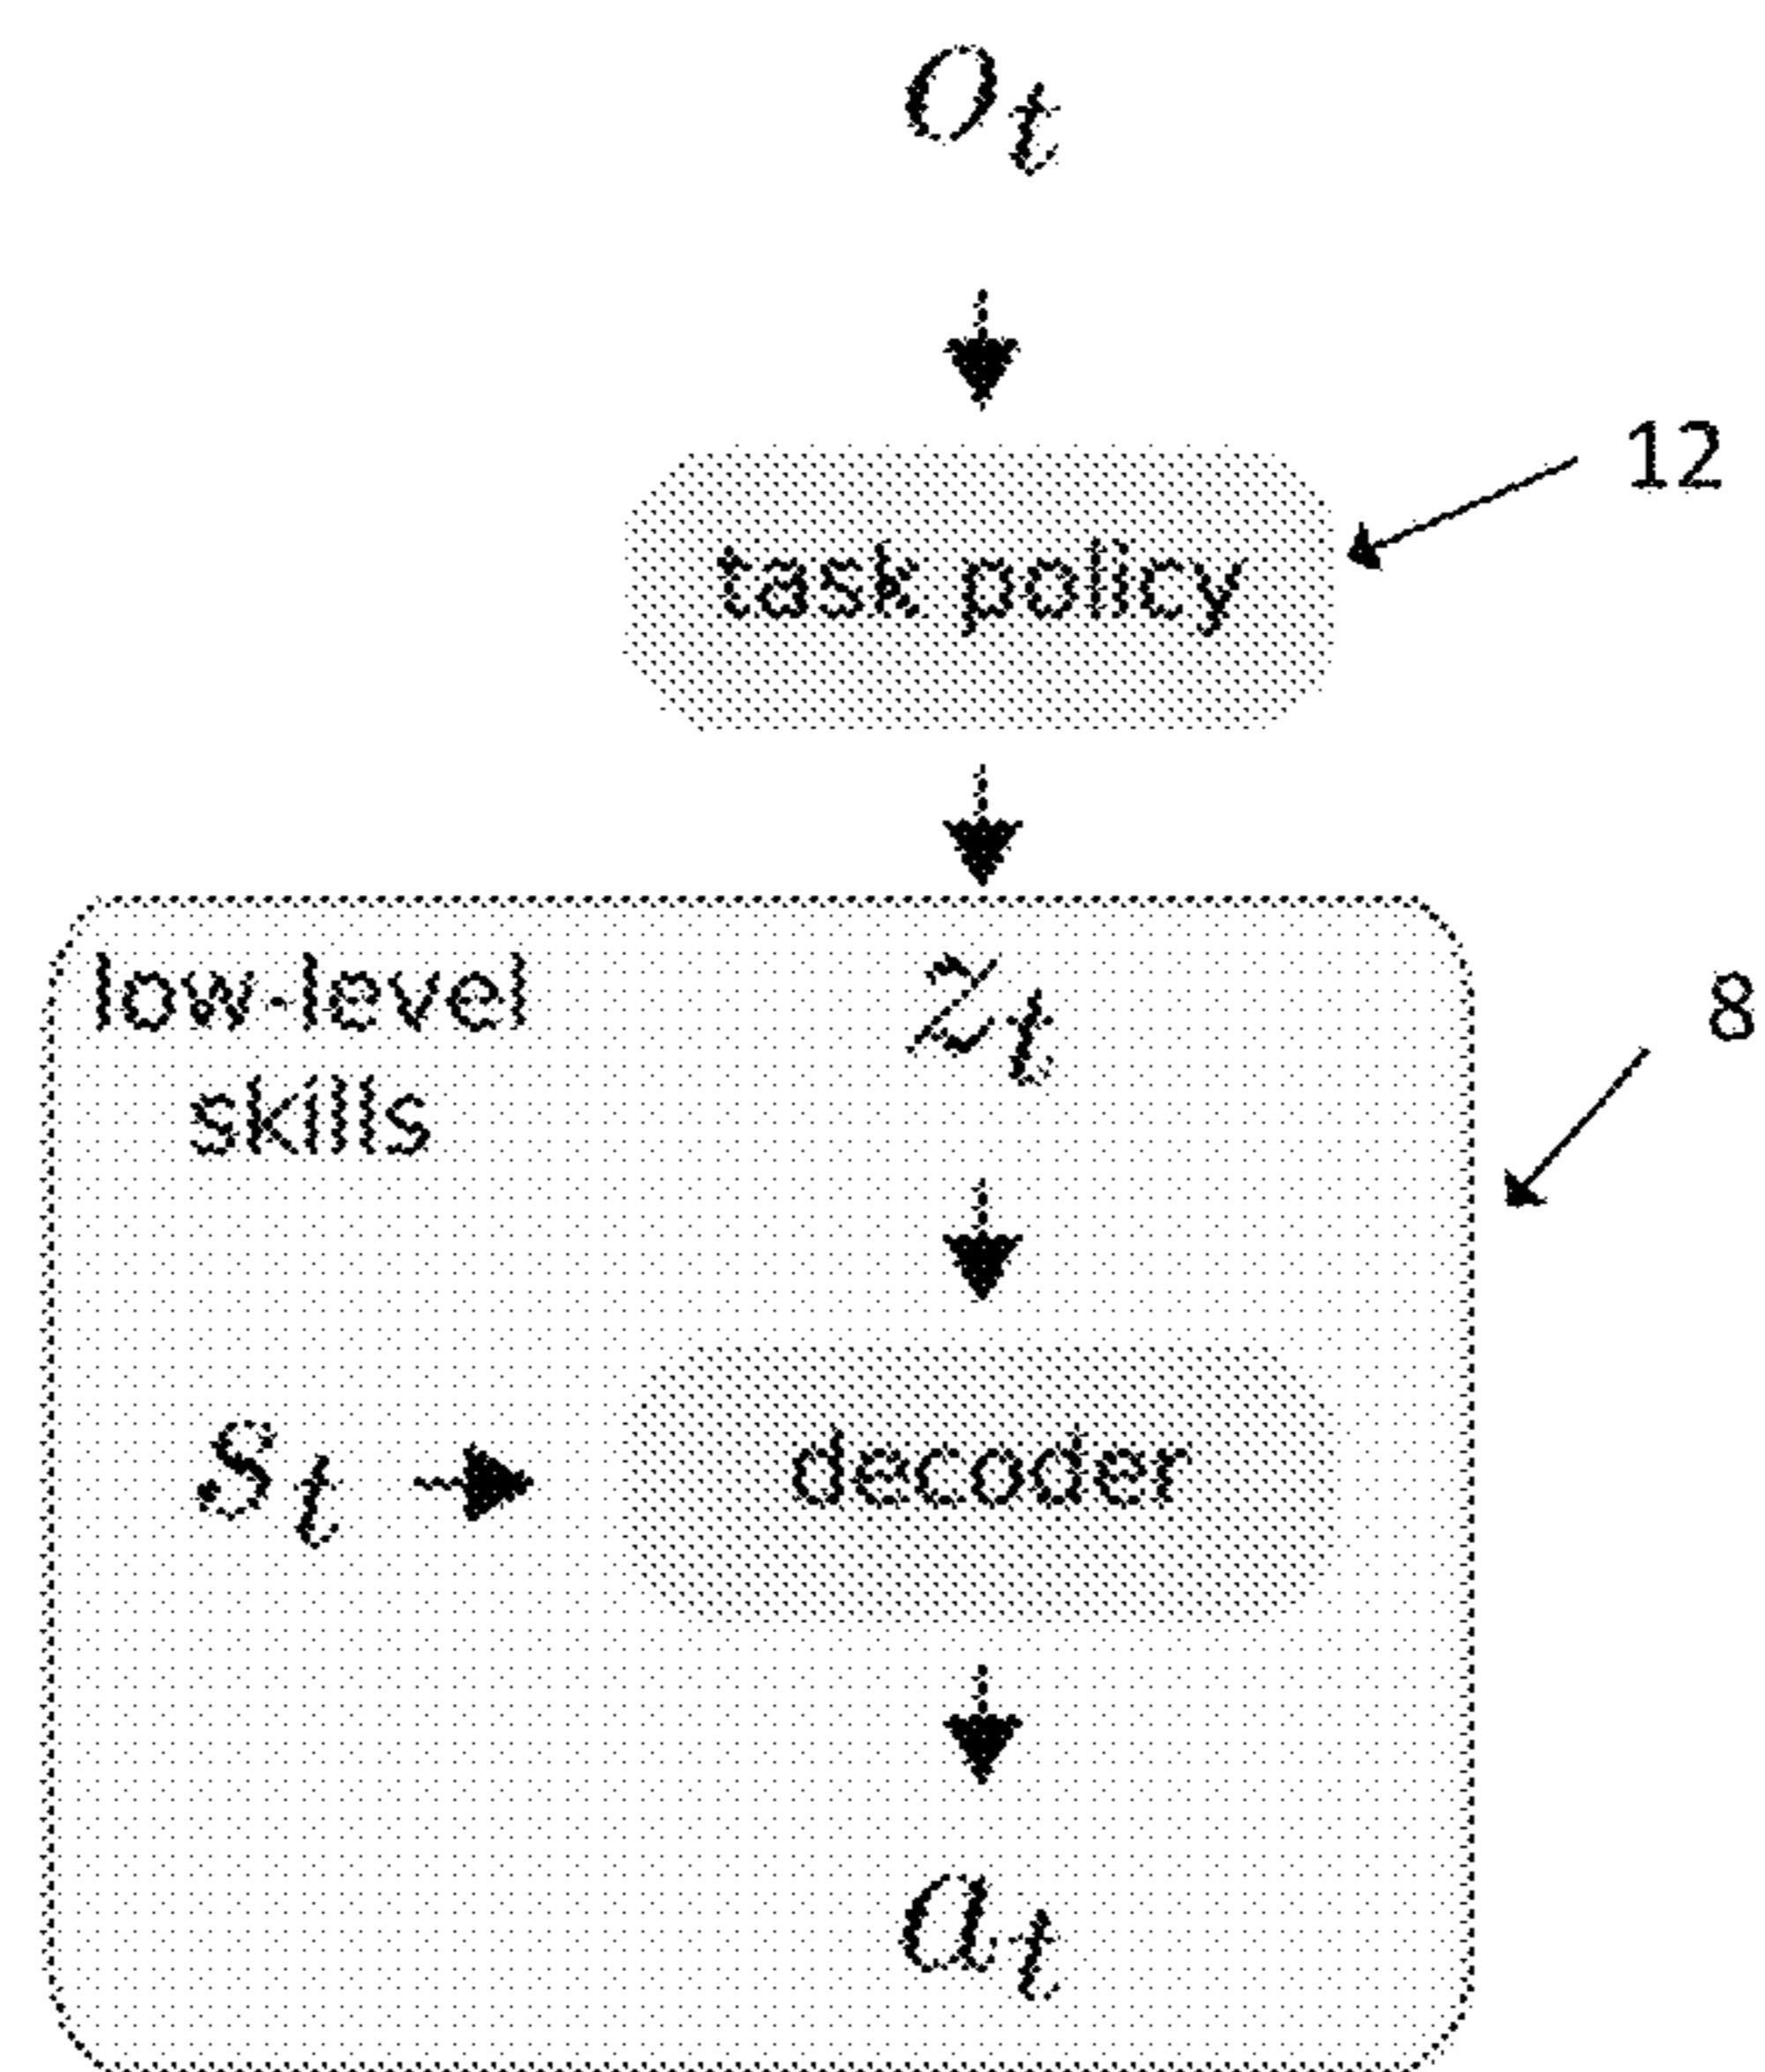 o_t
12
task policy
low-level
skills
z_t
8
s_t
decoder
a_t